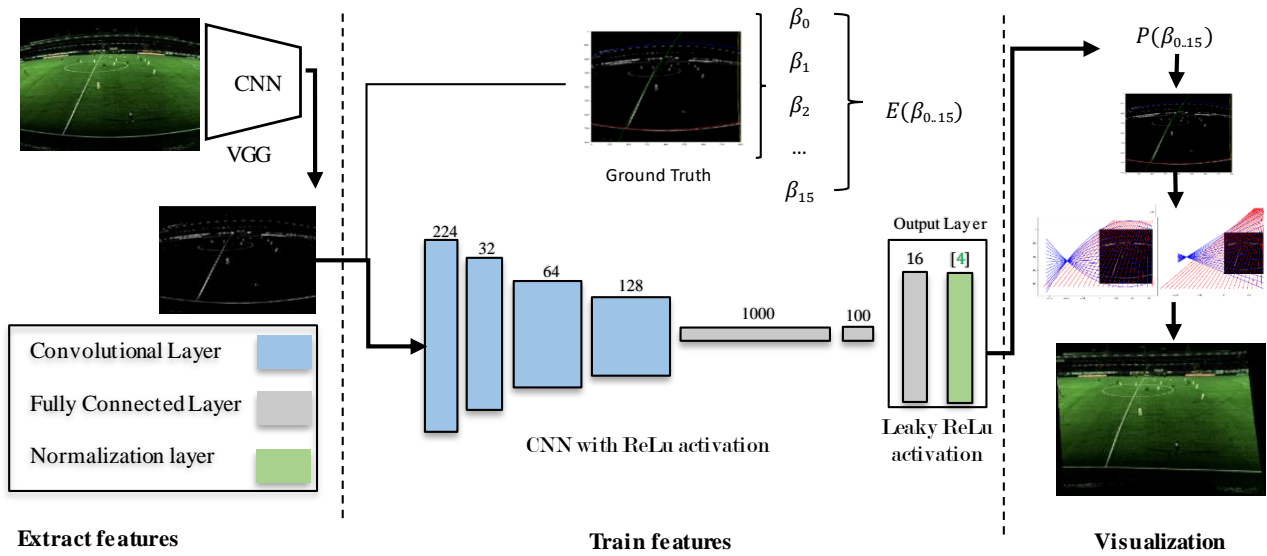 CNN
VGG
Convolutional Layer
Fully Connected Layer
Normalization layer
Extract features
Ground Truth
β₀
β₁
β₂
...
β₁₅
E(β₀..₁₅)
224
32
64
128
1000
100
CNN with ReLu activation
Output Layer
16
[4]
Leaky ReLu
activation
Train features
P(β₀..₁₅)
Visualization